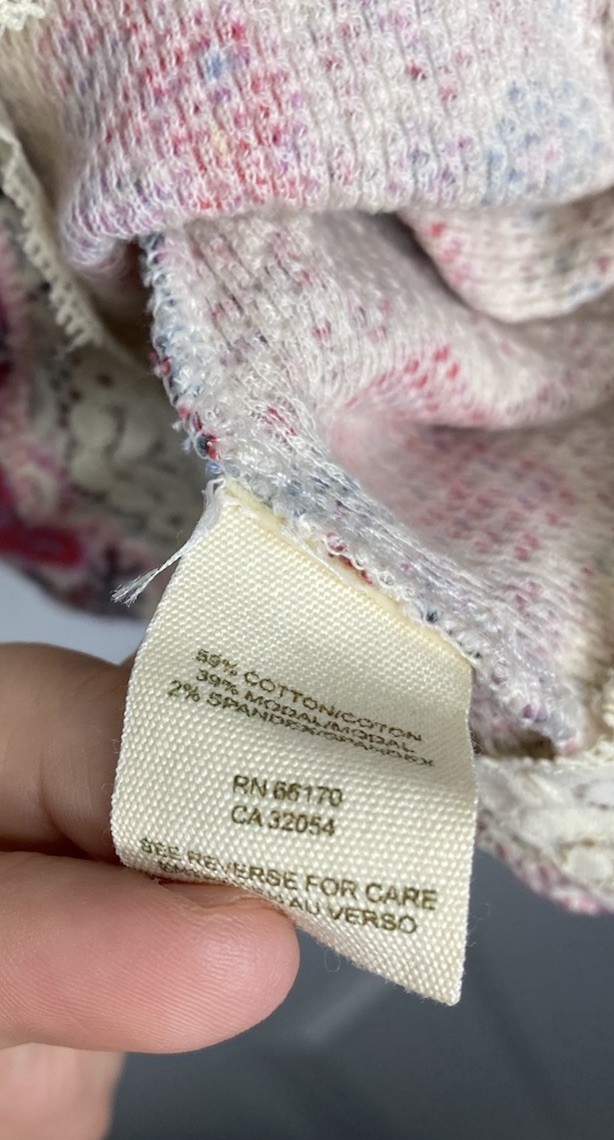 59% COTTON/COTON
39% MODAL/MODAL
2% SPANDEX/SPANDEX
RN 66170
CA 32054
SEE REVERSE FOR CARE
AU VERSO